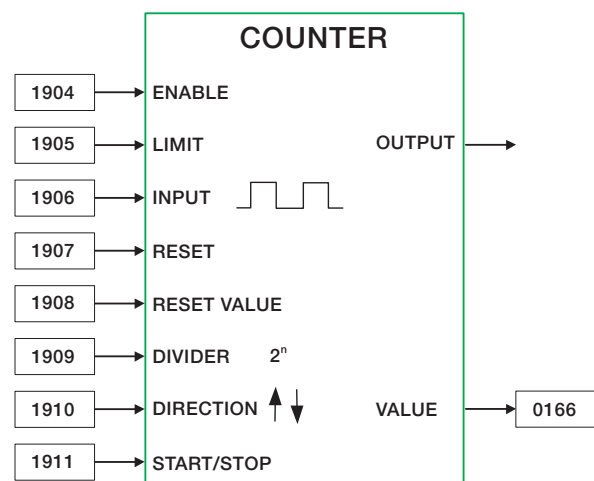 COUNTER
1904 ENABLE
1905 LIMIT OUTPUT
1906 INPUT
1907 RESET
1908 RESET VALUE
1909 DIVIDER 2ⁿ
1910 DIRECTION VALUE 0166
1911 START/STOP